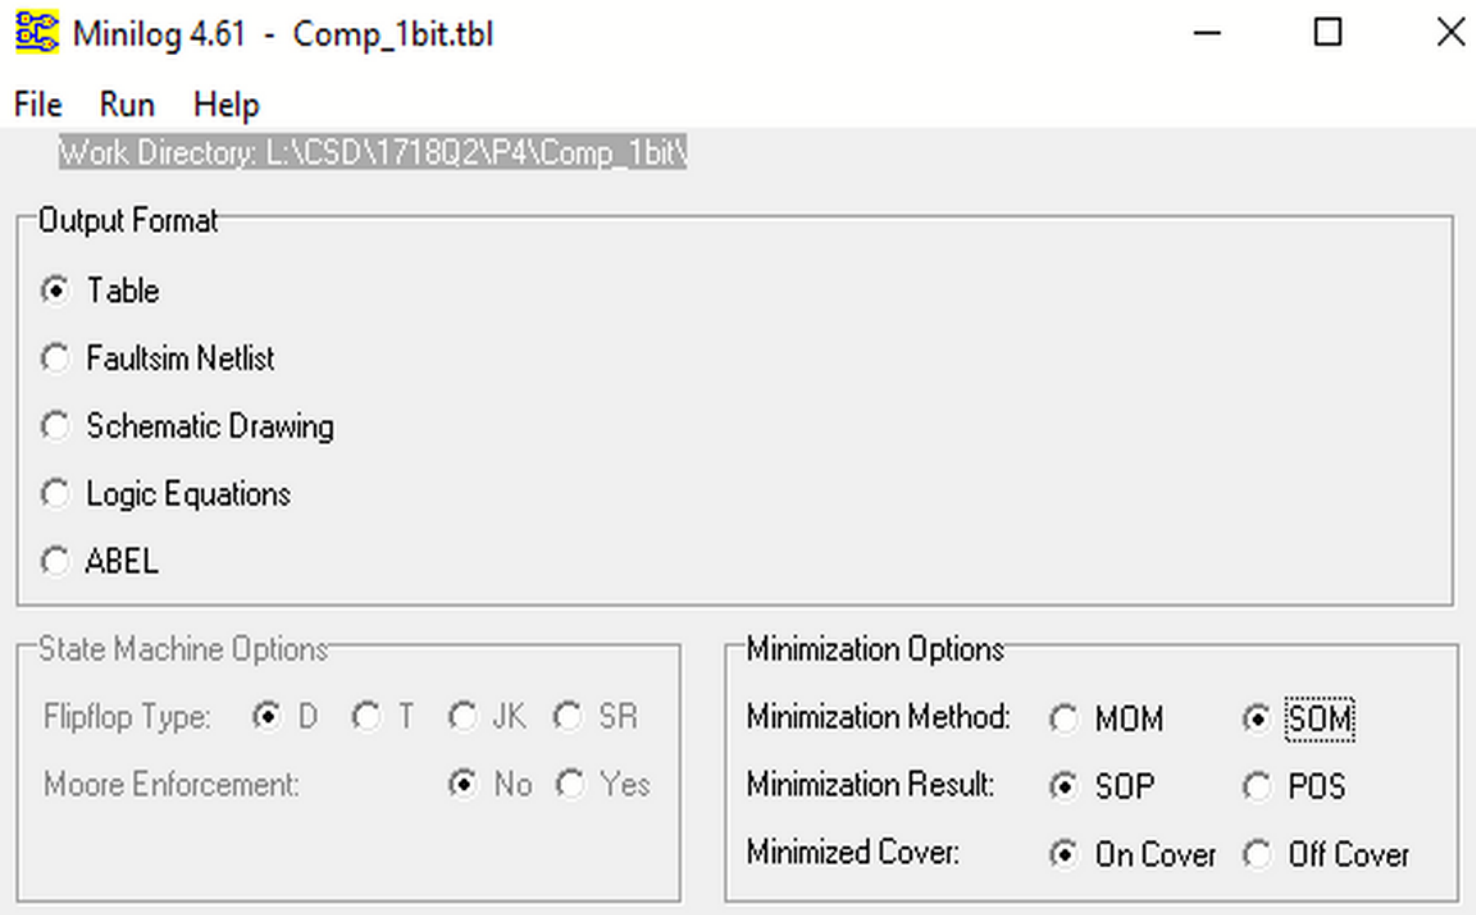 Minilog 4.61 - Comp_1bit.tbl
File Run Help
Work Directory: L:\CSD\1718Q2\P4\Comp_1bit\
Output Format
Table
Faultsim Netlist
Schematic Drawing
Logic Equations
ABEL
State Machine Options
Flipflop Type: D T JK SR
Moore Enforcement: No Yes
Minimization Options
Minimization Method: MOM SOM
Minimization Result: SOP POS
Minimized Cover: On Cover Off Cover